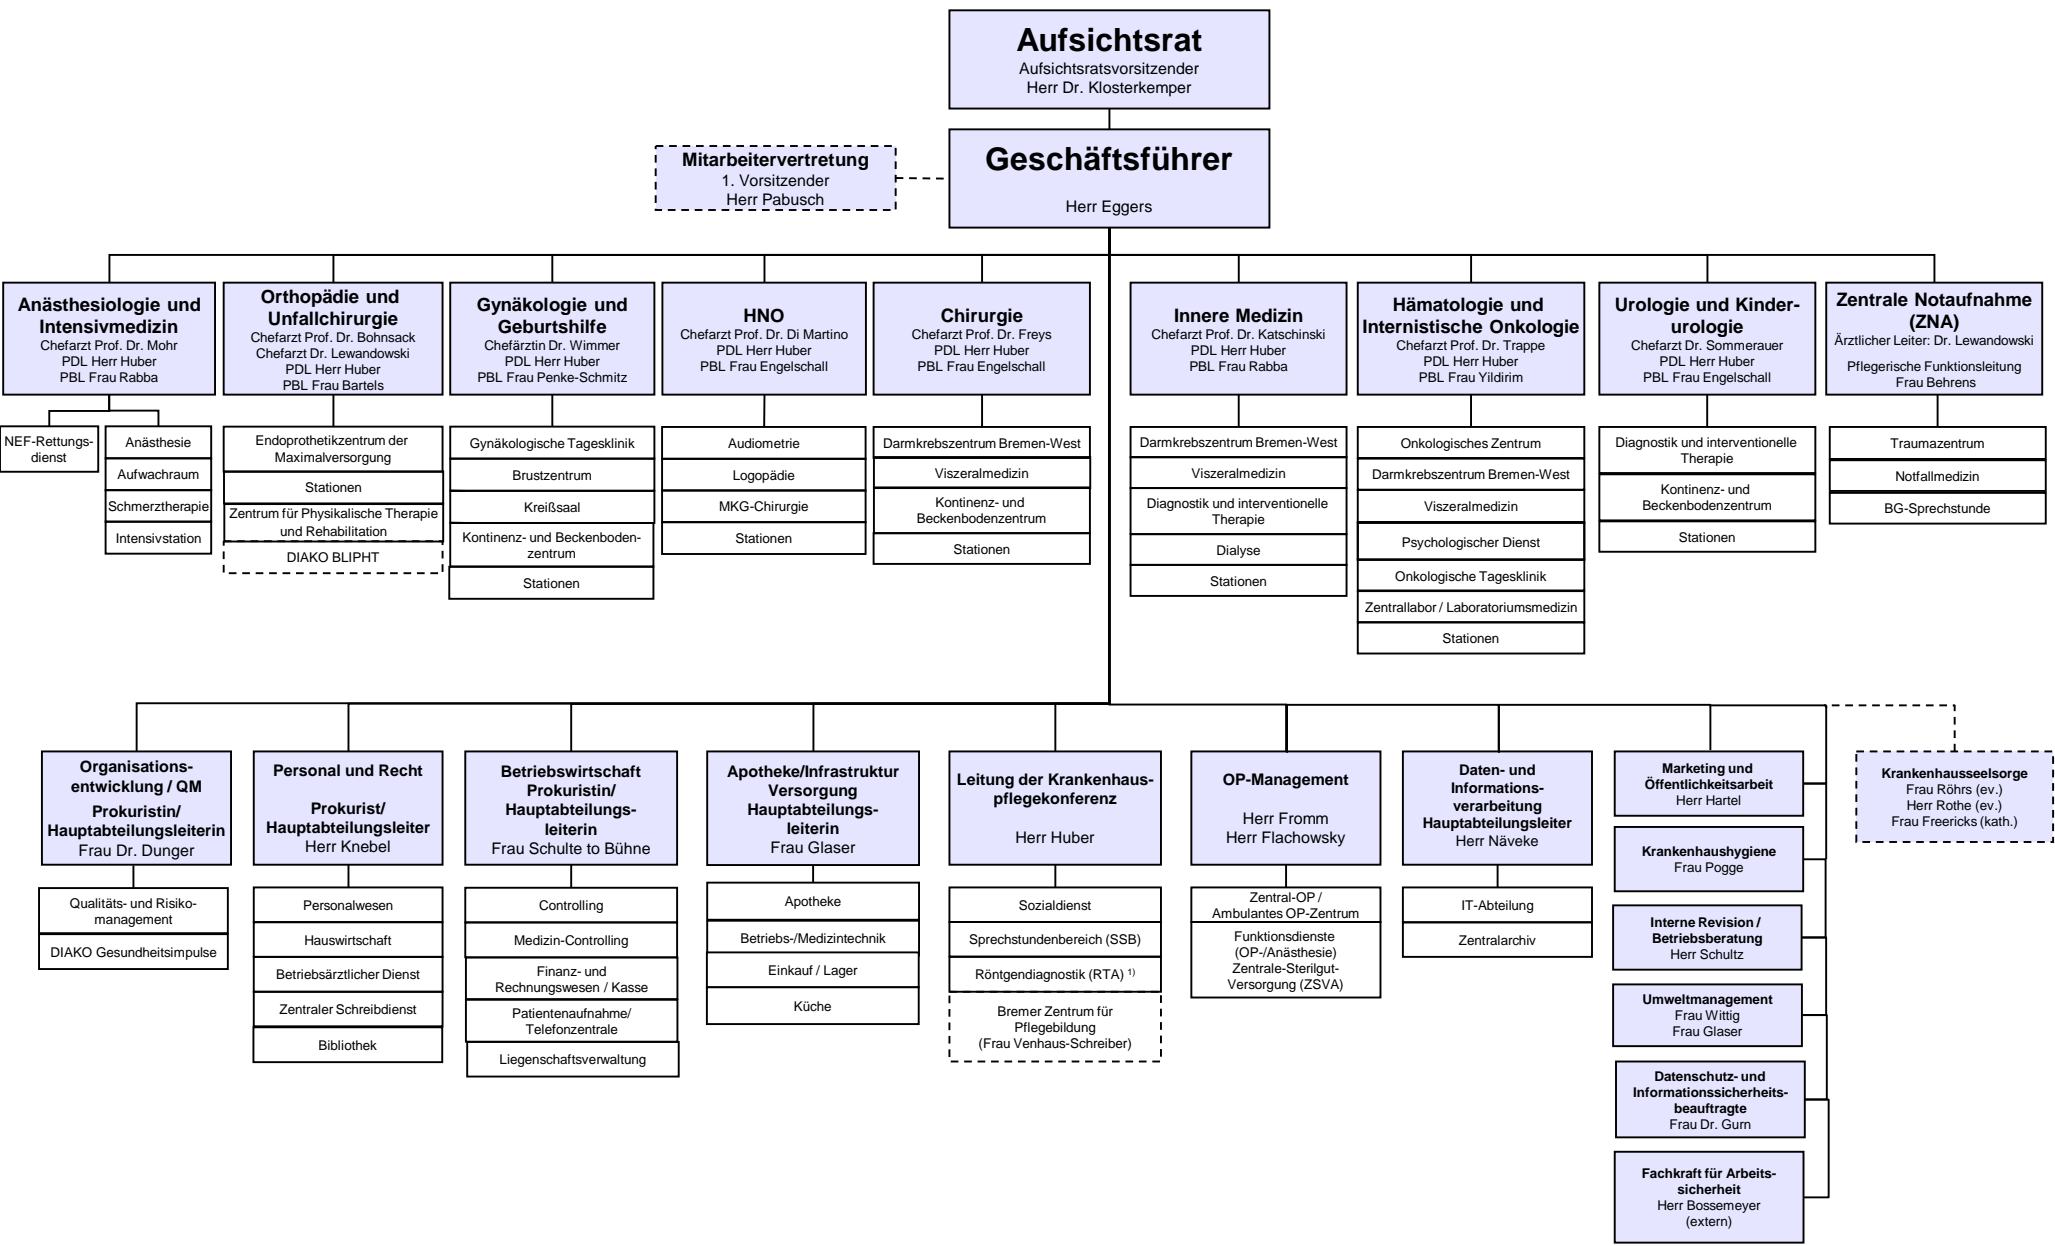 Aufsichtsrat
Aufsichtsratsvorsitzender
Herr Dr. Klosterkemper
Mitarbeitervertretung
1. Vorsitzender
Herr Pabusch
Geschäftsführer
Herr Eggers
Anästhesiologie und
Intensivmedizin
Chefarzt Prof. Dr. Mohr
PDL Herr Huber
PBL Frau Rabba
NEF-Rettungs-
dienst
Anästhesie
Aufwachraum
Schmerztherapie
Intensivstation
Orthopädie und
Unfallchirurgie
Chefarzt Prof. Dr. Bohnsack
Chefarzt Dr. Lewandowski
PDL Herr Huber
PBL Frau Bartels
Endoprothetikzentrum der
Maximalversorgung
Stationen
Zentrum für Physikalische Therapie
und Rehabilitation
DIAKO BLIPHT
Gynäkologie und
Geburtshilfe
Chefärztin Dr. Wimmer
PDL Herr Huber
PBL Frau Penke-Schmitz
Gynäkologische Tagesklinik
Brustzentrum
Kreißsaal
Kontinenz- und Beckenboden-
zentrum
Stationen
HNO
Chefarzt Prof. Dr. Di Martino
PDL Herr Huber
PBL Frau Engelschall
Audiometrie
Logopädie
MKG-Chirurgie
Stationen
Chirurgie
Chefarzt Prof. Dr. Freys
PDL Herr Huber
PBL Frau Engelschall
Darmkrebszentrum Bremen-West
Viszeralmedizin
Kontinenz- und
Beckenbodenzentrum
Stationen
Innere Medizin
Chefarzt Prof. Dr. Katschinski
PDL Herr Huber
PBL Frau Rabba
Darmkrebszentrum Bremen-West
Viszeralmedizin
Diagnostik und interventionelle
Therapie
Dialyse
Stationen
Hämatologie und
Internistische Onkologie
Chefarzt Prof. Dr. Trappe
PDL Herr Huber
PBL Frau Yildirim
Onkologisches Zentrum
Darmkrebszentrum Bremen-West
Viszeralmedizin
Psychologischer Dienst
Onkologische Tagesklinik
Zentrallabor / Laboratoriumsmedizin
Stationen
Urologie und Kinder-
urologie
Chefarzt Dr. Sommerauer
PDL Herr Huber
PBL Frau Engelschall
Diagnostik und interventionelle
Therapie
Kontinenz- und
Beckenbodenzentrum
Stationen
Zentrale Notaufnahme
(ZNA)
Ärztlicher Leiter: Dr. Lewandowski
Pflegerische Funktionsleitung
Frau Behrens
Traumazentrum
Notfallmedizin
BG-Sprechstunde
Organisations-
entwicklung / QM
Prokuristin/
Hauptabteilungsleiterin
Frau Dr. Dunger
Qualitäts- und Risiko-
management
DIAKO Gesundheitsimpulse
Personal und Recht
Prokurist/
Hauptabteilungsleiter
Herr Knebel
Personalwesen
Hauswirtschaft
Betriebsärztlicher Dienst
Zentraler Schreibdienst
Bibliothek
Betriebswirtschaft
Prokuristin/
Hauptabteilungs-
leiterin
Frau Schulte to Bühne
Controlling
Medizin-Controlling
Finanz- und
Rechnungswesen / Kasse
Patientenaufnahme/
Telefonzentrale
Liegenschaftsverwaltung
Apotheke/Infrastruktur
Versorgung
Hauptabteilungs-
leiterin
Frau Glaser
Apotheke
Betriebs-/Medizintechnik
Einkauf / Lager
Küche
Leitung der Krankenhaus-
pflegekonferenz
Herr Huber
Sozialdienst
Sprechstundenbereich (SSB)
Röntgendiagnostik (RTA) 1)
Bremer Zentrum für
Pflegebildung
(Frau Venhaus-Schreiber)
OP-Management
Herr Fromm
Herr Flachowsky
Zentral-OP /
Ambulantes OP-Zentrum
Funktionsdienste
(OP-/Anästhesie)
Zentrale-Sterilgut-
Versorgung (ZSVA)
Daten- und
Informations-
verarbeitung
Hauptabteilungsleiter
Herr Näveke
IT-Abteilung
Zentralarchiv
Marketing und
Öffentlichkeitsarbeit
Herr Hartel
Krankenhaushygiene
Frau Pogge
Interne Revision /
Betriebsberatung
Herr Schultz
Umweltmanagement
Frau Wittig
Frau Glaser
Datenschutz- und
Informationssicherheits-
beauftragte
Frau Dr. Gurn
Fachkraft für Arbeits-
sicherheit
Herr Bossemeyer
(extern)
Krankenhausseelsorge
Frau Röhrs (ev.)
Herr Rothe (ev.)
Frau Freericks (kath.)